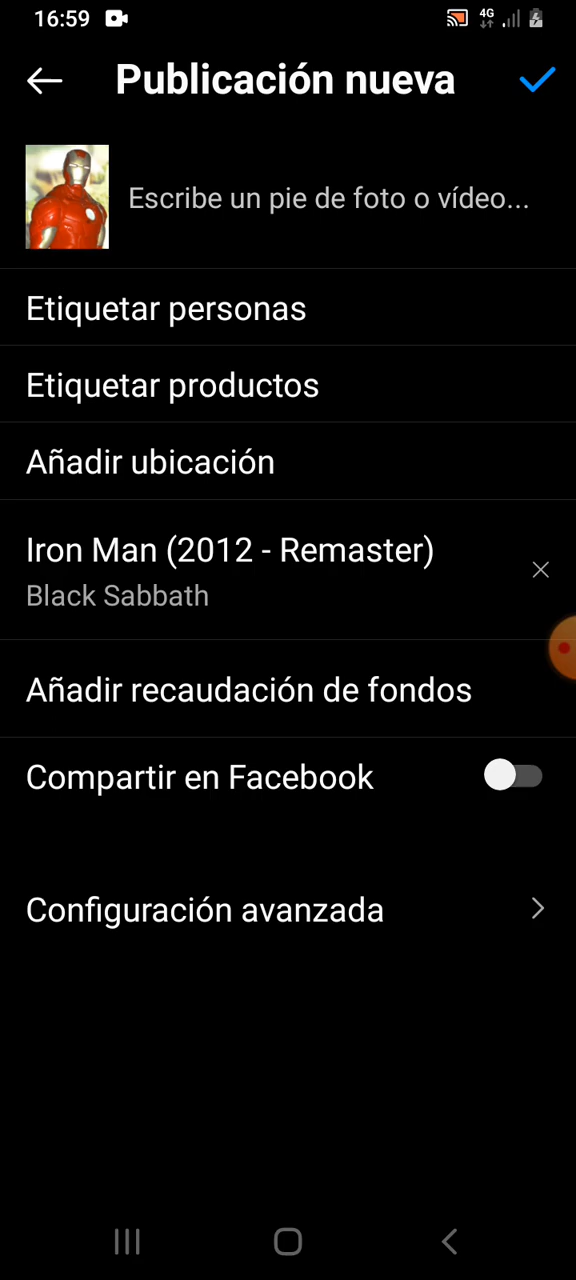 16:59
4G
Publicación nueva
Escribe un pie de foto o vídeo...
Etiquetar personas
Etiquetar productos
Añadir ubicación
Iron Man (2012 - Remaster)
Black Sabbath
Añadir recaudación de fondos
Compartir en Facebook
Configuración avanzada